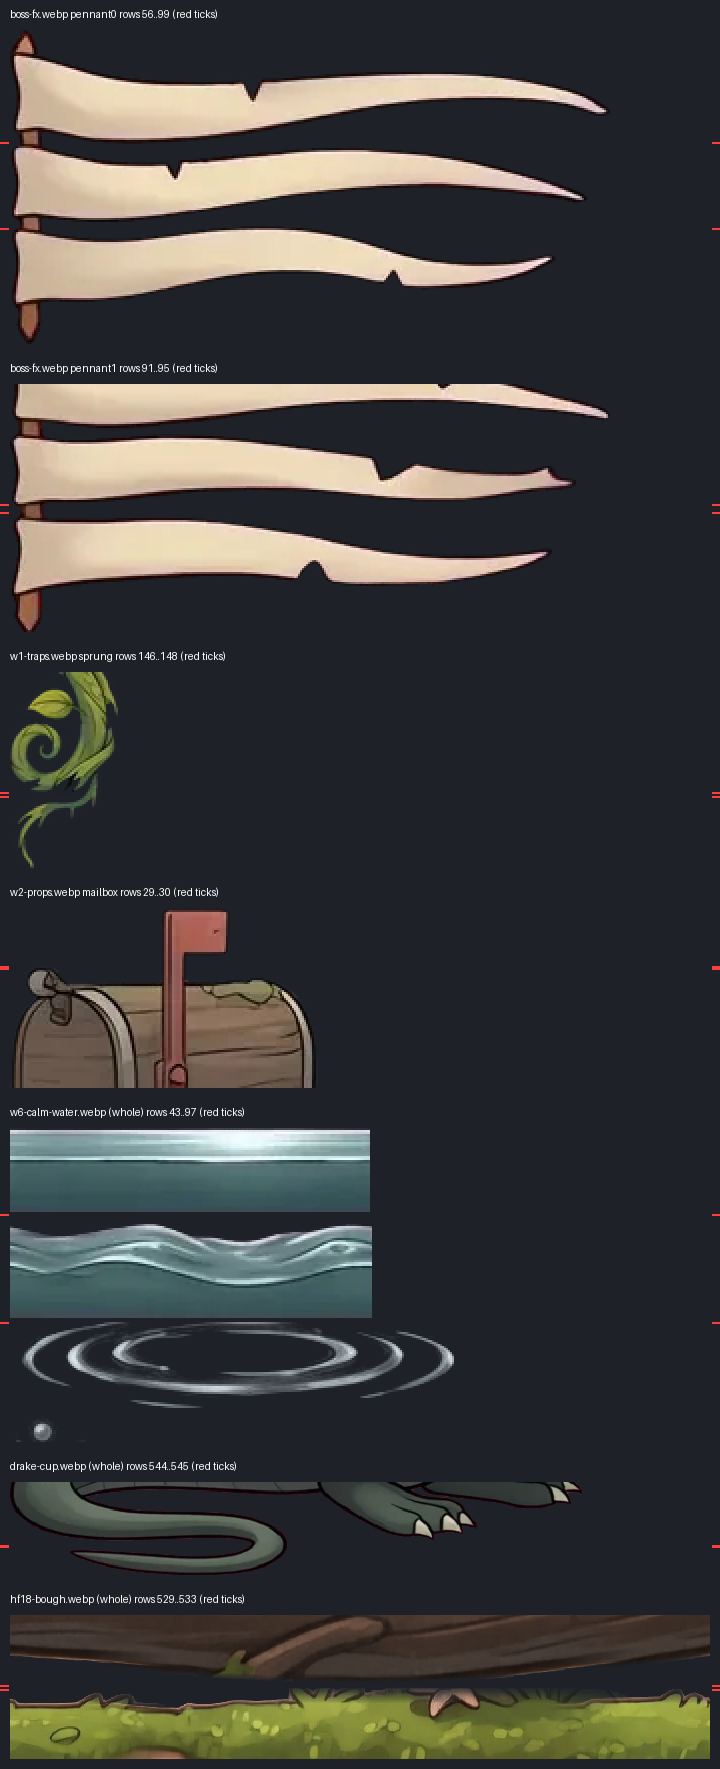 boss-fx.webp pennant0 rows 56..99 (red ticks)
boss-fx.webp pennant1 rows 91..95 (red ticks)
w1-traps.webp sprung rows 146..148 (red ticks)
w2-props.webp mailbox rows 29..30 (red ticks)
w6-calm-water.webp (whole) rows 43..97 (red ticks)
drake-cup.webp (whole) rows 544..545 (red ticks)
hf18-bough.webp (whole) rows 529..533 (red ticks)